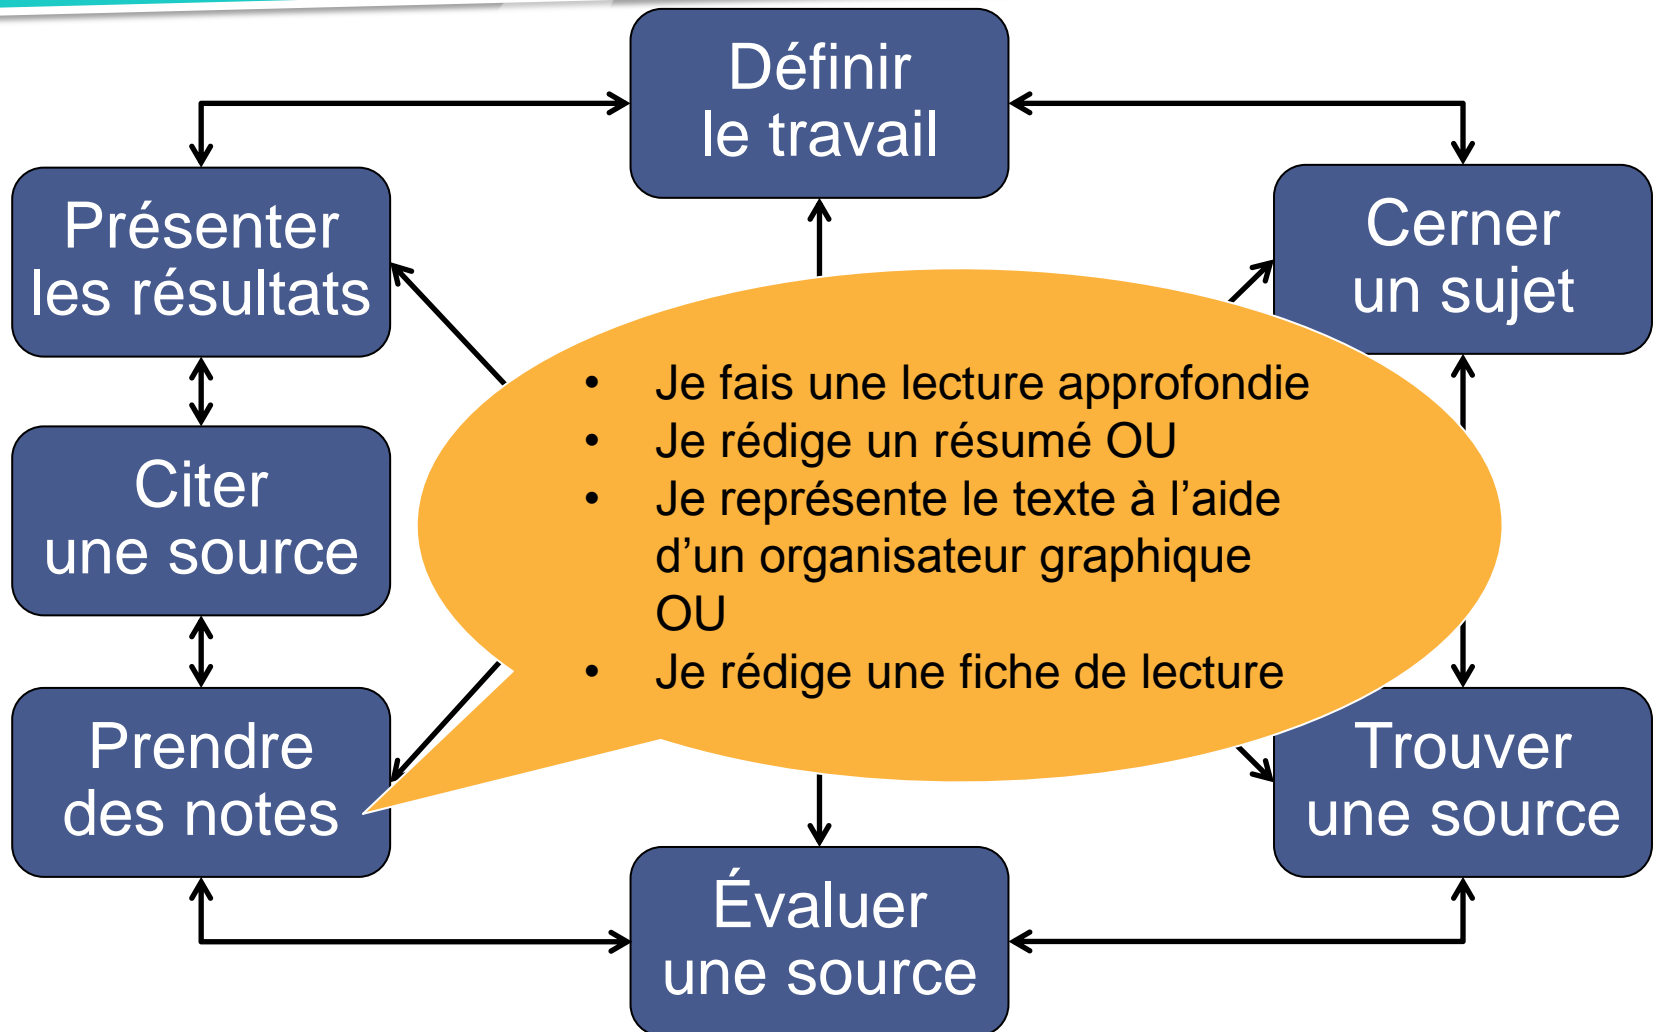 Définir
le travail
Présenter
les résultats
Cerner
un sujet
• Je fais une lecture approfondie
• Je rédige un résumé OU
• Je représente le texte à l’aide
d’un organisateur graphique
OU
• Je rédige une fiche de lecture
Citer
une source
Prendre
des notes
Trouver
une source
Évaluer
une source